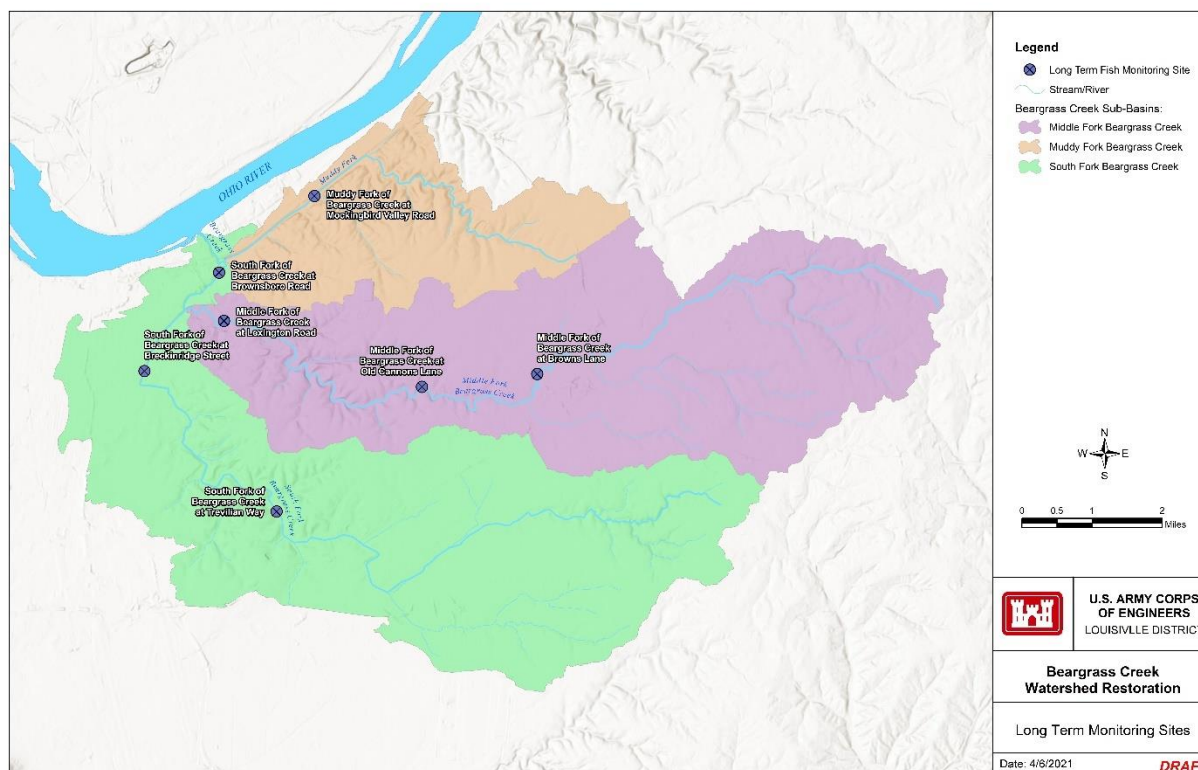 OHIO RIVER
Muddy Fork
Muddy Fork of
Beargrass Creek at
Mockingbird Valley Road
Beargrass
Creek
South Fork of
Beargrass Creek at
Brownsboro Road
Middle Fork of
Beargrass Creek
at Lexington Road
South Fork of
Beargrass Creek at
Breckinridge Street
Middle Fork of
Beargrass Creek at
Old Cannons Lane
Middle Fork of
Beargrass Creek
at Browns Lane
Middle Fork
Beargrass Creek
South Fork of
Beargrass Creek
at Trevilian Way
South Fork
Beargrass Creek
Legend
Long Term Fish Monitoring Site
Stream/River
Beargrass Creek Sub-Basins:
Middle Fork Beargrass Creek
Muddy Fork Beargrass Creek
South Fork Beargrass Creek
N
W E
S
0 0.5 1 2
Miles
U.S. ARMY CORPS
OF ENGINEERS
LOUISIVLLE DISTRICT
Beargrass Creek
Watershed Restoration
Long Term Monitoring Sites
Date: 4/6/2021 DRAF